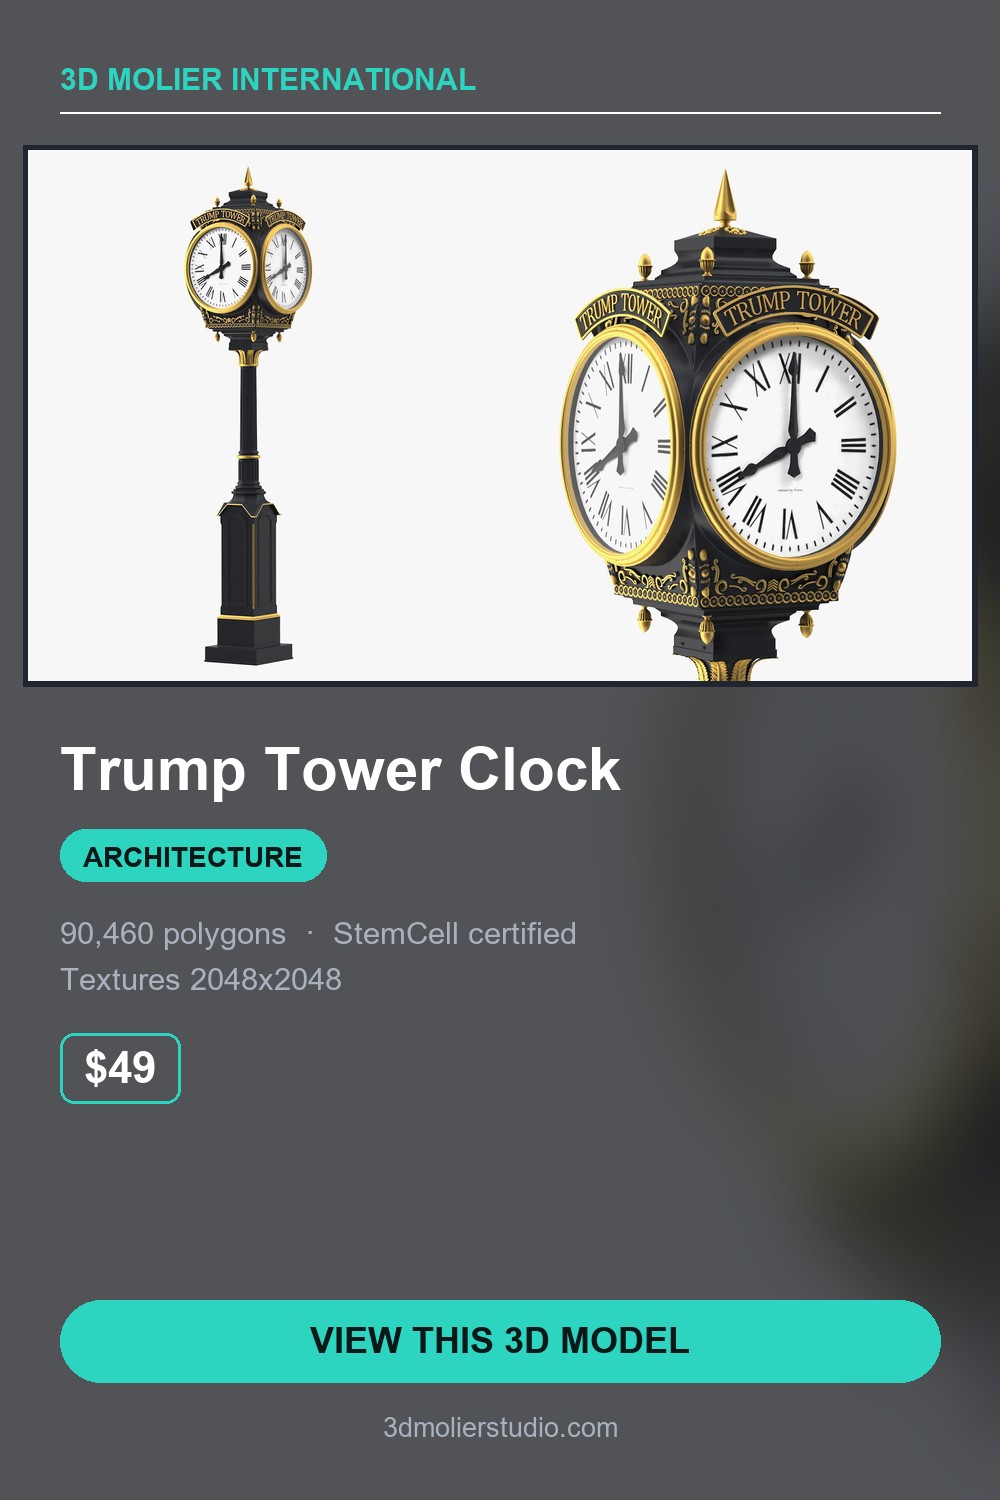 3D MOLIER INTERNATIONAL
TRUMP TOWER
TRUMP TOWER
TRUMP TOWER
TRUMP TOWER
Trump Tower Clock
ARCHITECTURE
90,460 polygons · StemCell certified
Textures 2048x2048
$49
VIEW THIS 3D MODEL
3dmolierstudio.com